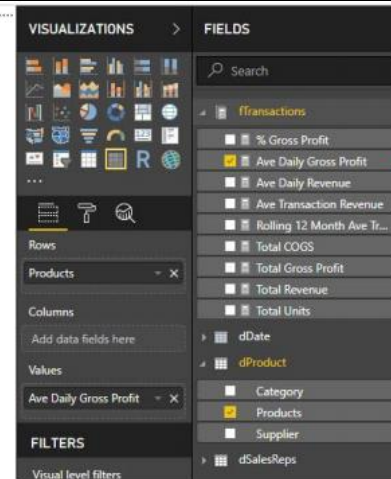 VISUALIZATIONS >
R
...
Rows
Products
Columns
Add data fields here
Values
Ave Daily Gross Profit
FILTERS
Visual level filters
FIELDS
Search
fTransactions
% Gross Profit
Ave Daily Gross Profit
Ave Daily Revenue
Ave Transaction Revenue
Rolling 12 Month Ave Tr...
Total COGS
Total Gross Profit
Total Revenue
Total Units
dDate
dProduct
Category
Products
Supplier
dSalesReps